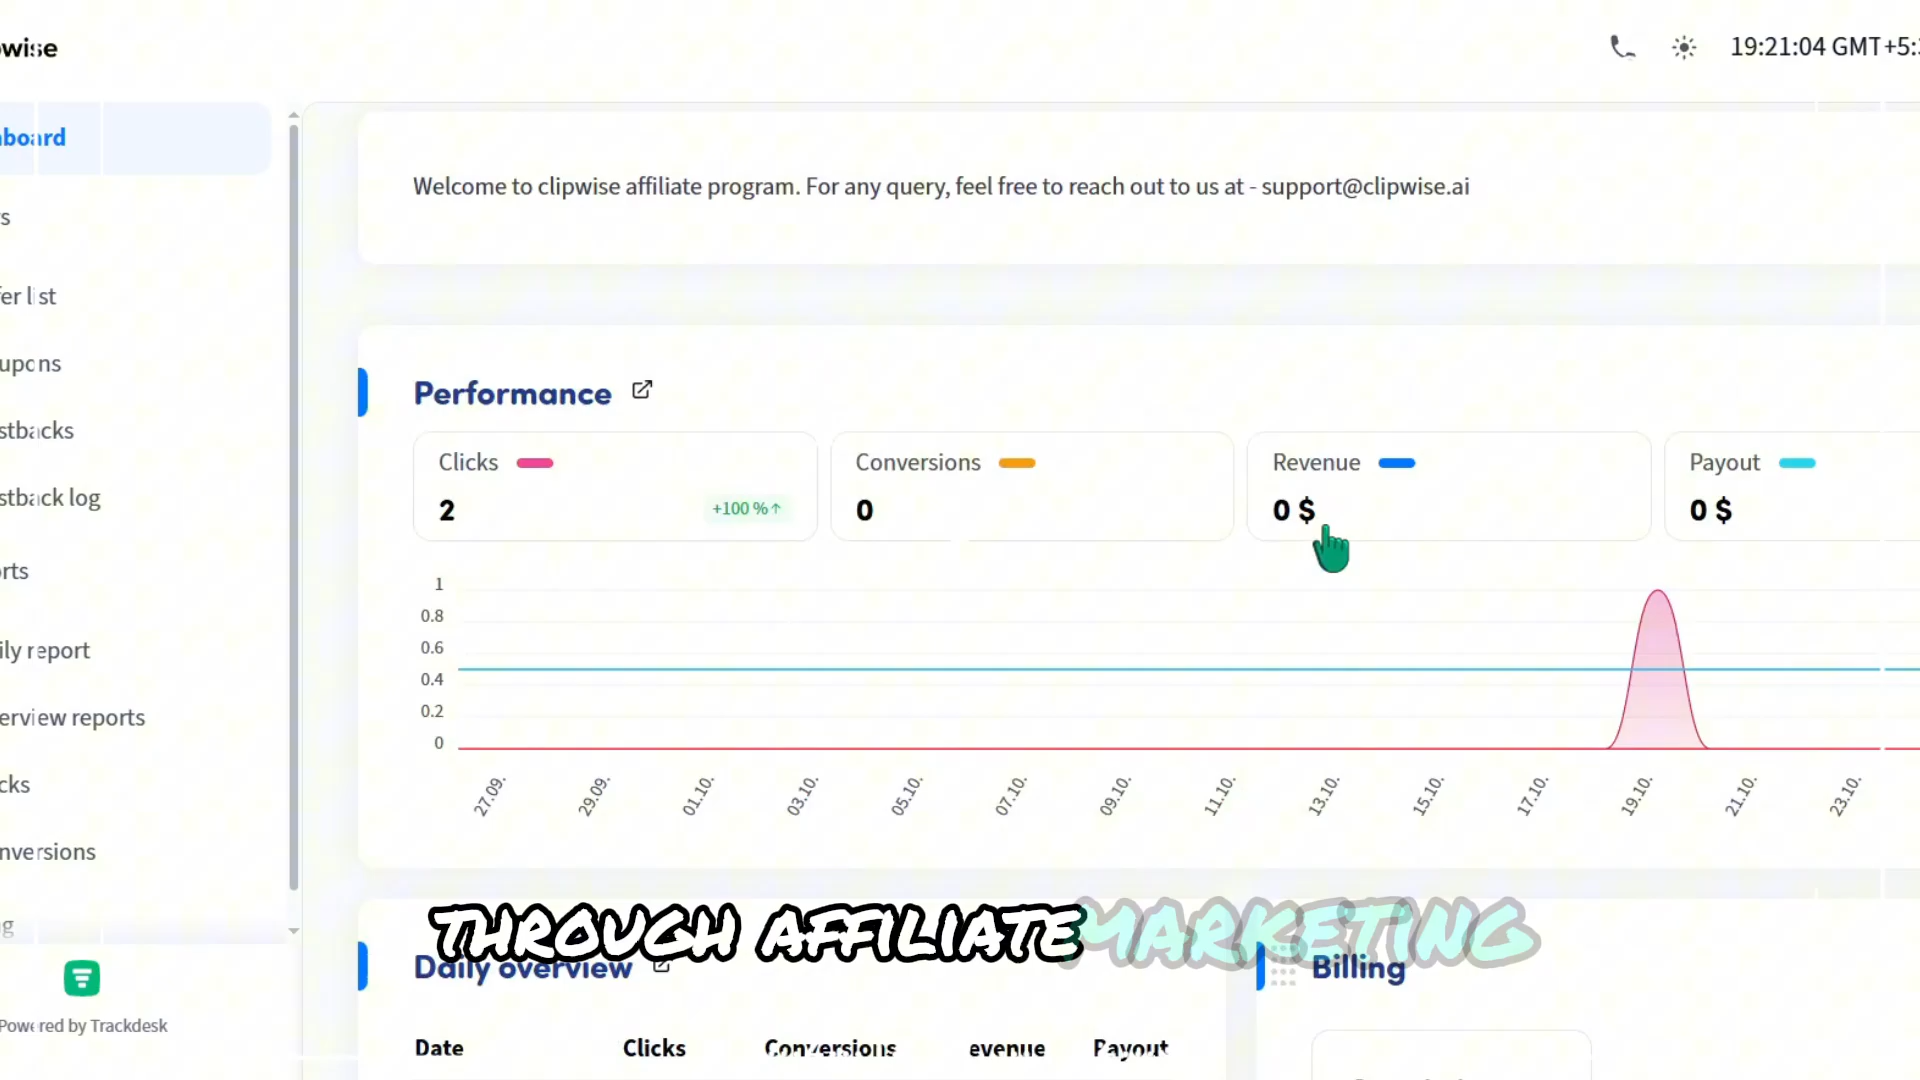 pwise
19:21:04 GMT+5:3
board
Welcome to clipwise affiliate program. For any query, feel free to reach out to us at - support@clipwise.ai
s
er list
upons
stbacks
stback log
rts
ily report
erview reports
cks
nversions
g
Powered by Trackdesk
Performance
Clicks
2
+100 %↑
Conversions
0
Revenue
0 $
Payout
0 $
1
0.8
0.6
0.4
0.2
0
27.09.
29.09.
01.10.
03.10.
05.10.
07.10.
09.10.
11.10.
13.10.
15.10.
17.10.
19.10.
21.10.
23.10.
THROUGH AFFILIATE MARKETING
Daily overview
Billing
Date Clicks Conversions evenue Payout